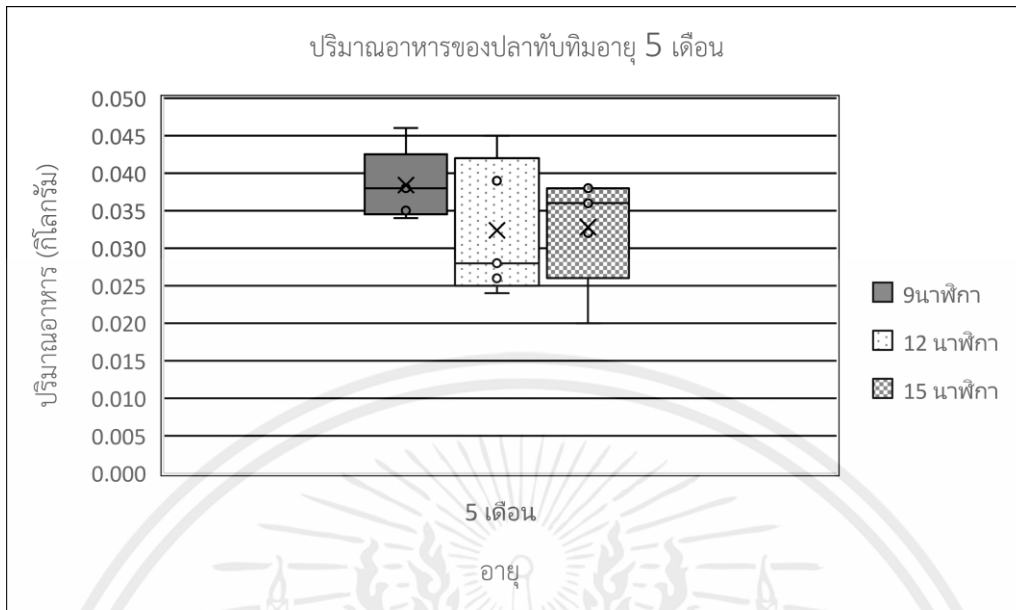 ปริมาณอาหารของปลาทับทิมอายุ 5 เดือน
ปริมาณอาหาร (กิโลกรัม)
0.050
0.045
0.040
0.035
0.030
0.025
0.020
0.015
0.010
0.005
0.000
5 เดือน
อายุ
9นาฬิกา
12 นาฬิกา
15 นาฬิกา